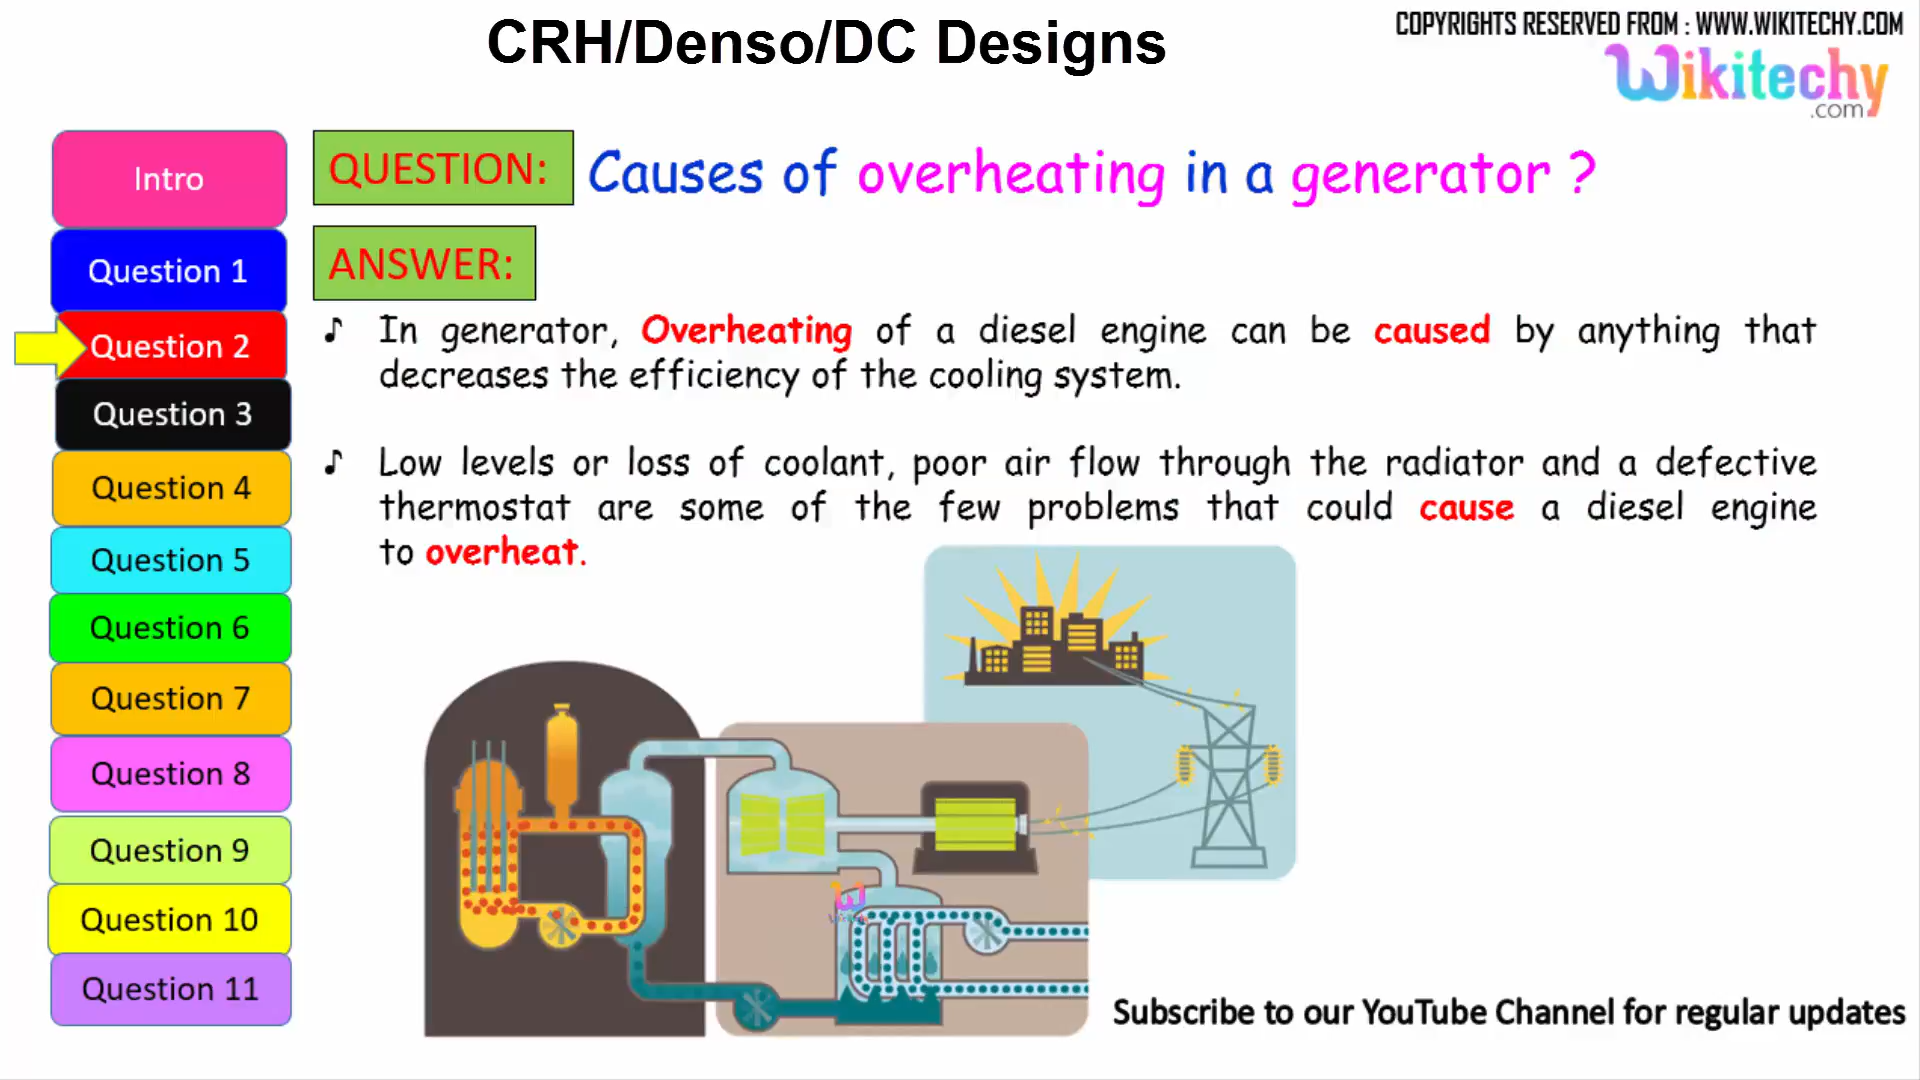 CRH/Denso/DC Designs
COPYRIGHTS RESERVED FROM : WWW.WIKITECHY.COM
Wikitechy
.com
Intro
Question 1
Question 2
Question 3
Question 4
Question 5
Question 6
Question 7
Question 8
Question 9
Question 10
Question 11
QUESTION:
Causes of overheating in a generator ?
ANSWER:
♪ In generator, Overheating of a diesel engine can be caused by anything that
decreases the efficiency of the cooling system.
♪ Low levels or loss of coolant, poor air flow through the radiator and a defective
thermostat are some of the few problems that could cause a diesel engine
to overheat.
Subscribe to our YouTube Channel for regular updates